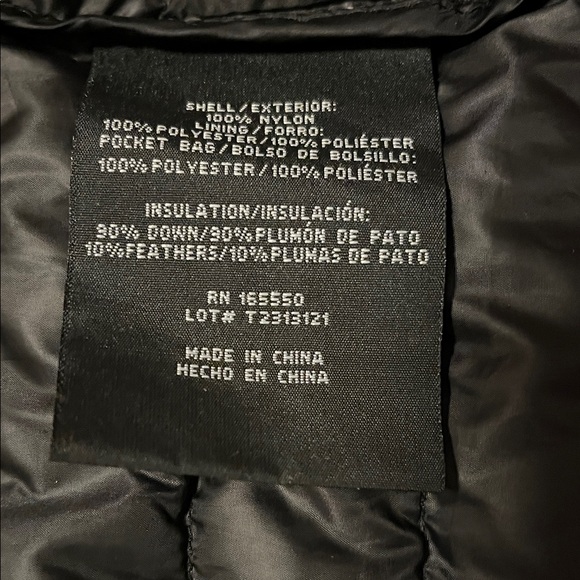 SHELL/EXTERIOR:
100% NYLON
LINING/FORRO:
100% POLYESTER/100% POLIÉSTER
POCKET BAG/BOLSO DE BOLSILLO:
100% POLYESTER/100% POLIÉSTER
INSULATION/INSULACIÓN:
90% DOWN/90% PLUMÓN DE PATO
10% FEATHERS/10% PLUMAS DE PATO
RN 165550
LOT# T2313121
MADE IN CHINA
HECHO EN CHINA